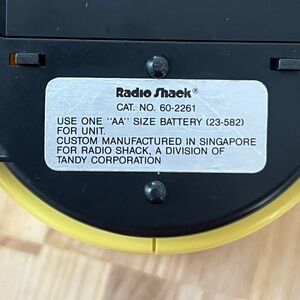 Radio Shack®
CAT. NO. 60-2261
USE ONE "AA" SIZE BATTERY (23-582)
FOR UNIT.
CUSTOM MANUFACTURED IN SINGAPORE
FOR RADIO SHACK, A DIVISION OF
TANDY CORPORATION